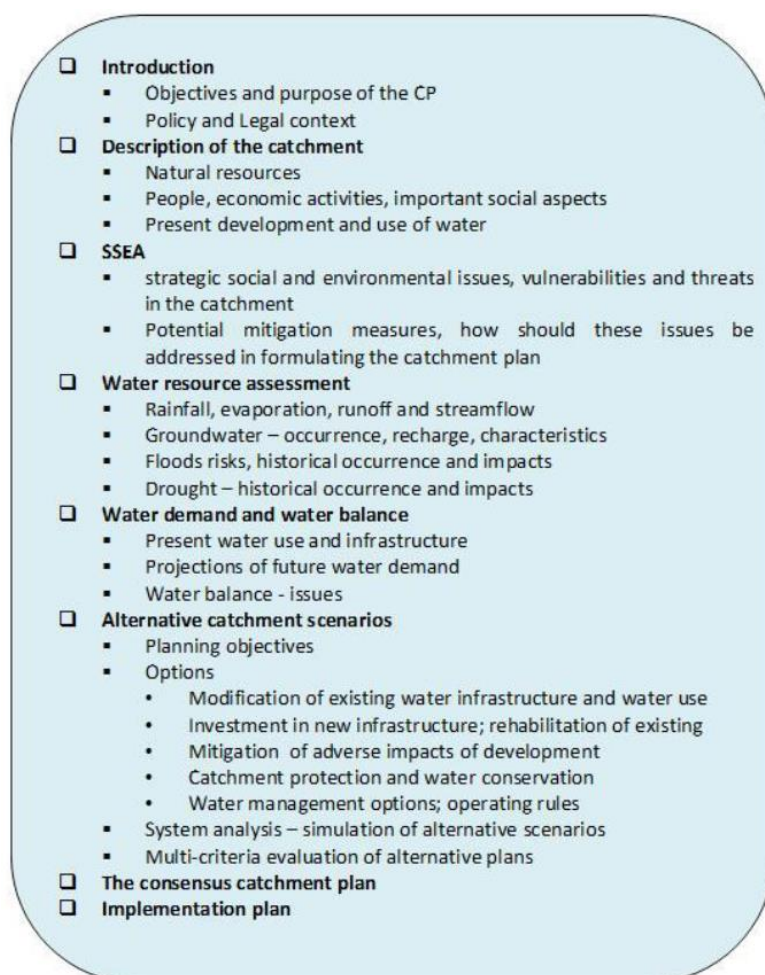 ❑ Introduction
▪ Objectives and purpose of the CP
▪ Policy and Legal context
❑ Description of the catchment
▪ Natural resources
▪ People, economic activities, important social aspects
▪ Present development and use of water
❑ SSEA
▪ strategic social and environmental issues, vulnerabilities and threats
in the catchment
▪ Potential mitigation measures, how should these issues be
addressed in formulating the catchment plan
❑ Water resource assessment
▪ Rainfall, evaporation, runoff and streamflow
▪ Groundwater – occurrence, recharge, characteristics
▪ Floods risks, historical occurrence and impacts
▪ Drought – historical occurrence and impacts
❑ Water demand and water balance
▪ Present water use and infrastructure
▪ Projections of future water demand
▪ Water balance - issues
❑ Alternative catchment scenarios
▪ Planning objectives
▪ Options
• Modification of existing water infrastructure and water use
• Investment in new infrastructure; rehabilitation of existing
• Mitigation of adverse impacts of development
• Catchment protection and water conservation
• Water management options; operating rules
▪ System analysis – simulation of alternative scenarios
▪ Multi-criteria evaluation of alternative plans
❑ The consensus catchment plan
❑ Implementation plan